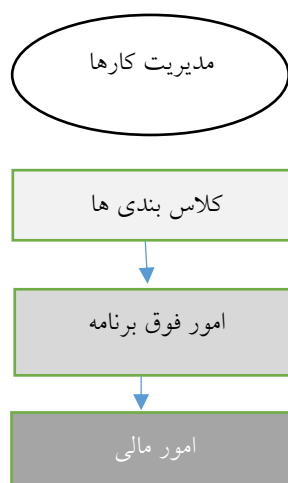 مدیریت کارها
کلاس بندی ها
امور فوق برنامه
امور مالی